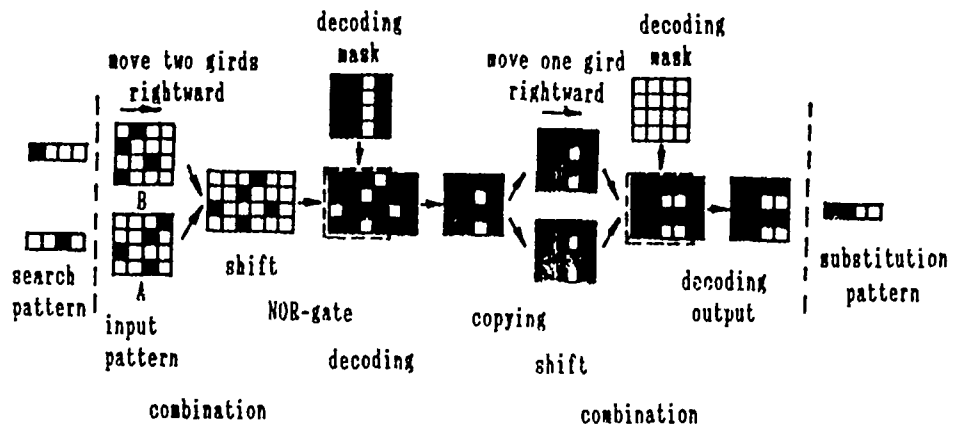 decoding
mask
move two girds
rightward
decoding
mask
move one gird
rightward
B
A
search
pattern
input
pattern
shift
NOR-gate
decoding
copying
shift
decoding
output
substitution
pattern
combination
combination